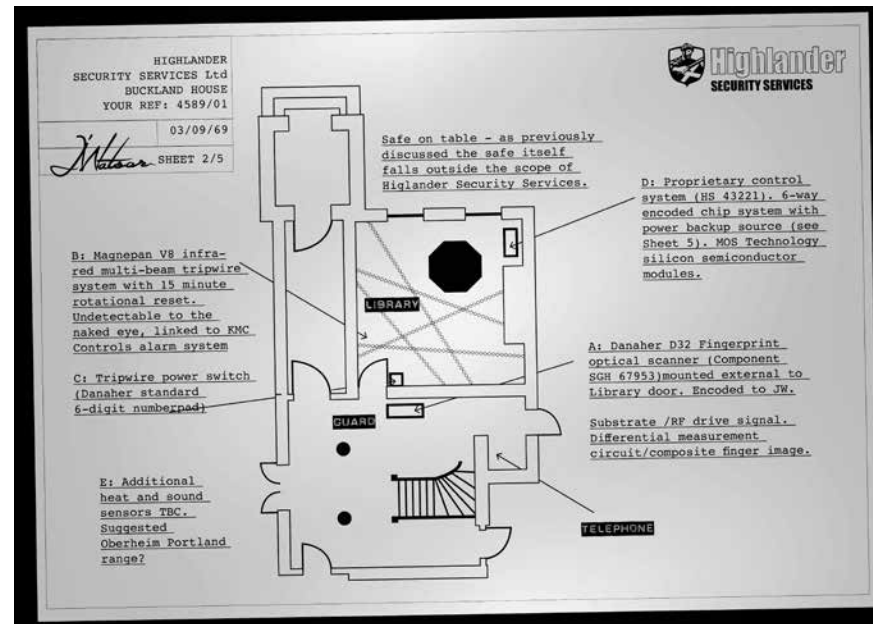 HIGHLANDER
SECURITY SERVICES Ltd
BUCKLAND HOUSE
YOUR REF: 4589/01
03/09/69
SHEET 2/5
Highlander
SECURITY SERVICES
Safe on table - as previously
discussed the safe itself
falls outside the scope of
Higlander Security Services.
D: Proprietary control
system (HS 43221). 6-way
encoded chip system with
power backup source (see
Sheet 5). MOS Technology
silicon semiconductor
modules.
B: Magnepan V8 infra-
red multi-beam tripwire
system with 15 minute
rotational reset.
Undetectable to the
naked eye, linked to KMC
Controls alarm system
LIBRARY
A: Danaher D32 Fingerprint
optical scanner (Component
SGH 67953)mounted external to
Library door. Encoded to JW.
C: Tripwire power switch
(Danaher standard
6-digit numberpad)
GUARD
Substrate /RF drive signal.
Differential measurement
circuit/composite finger image.
E: Additional
heat and sound
sensors TBC.
Suggested
Oberheim Portland
range?
TELEPHONE